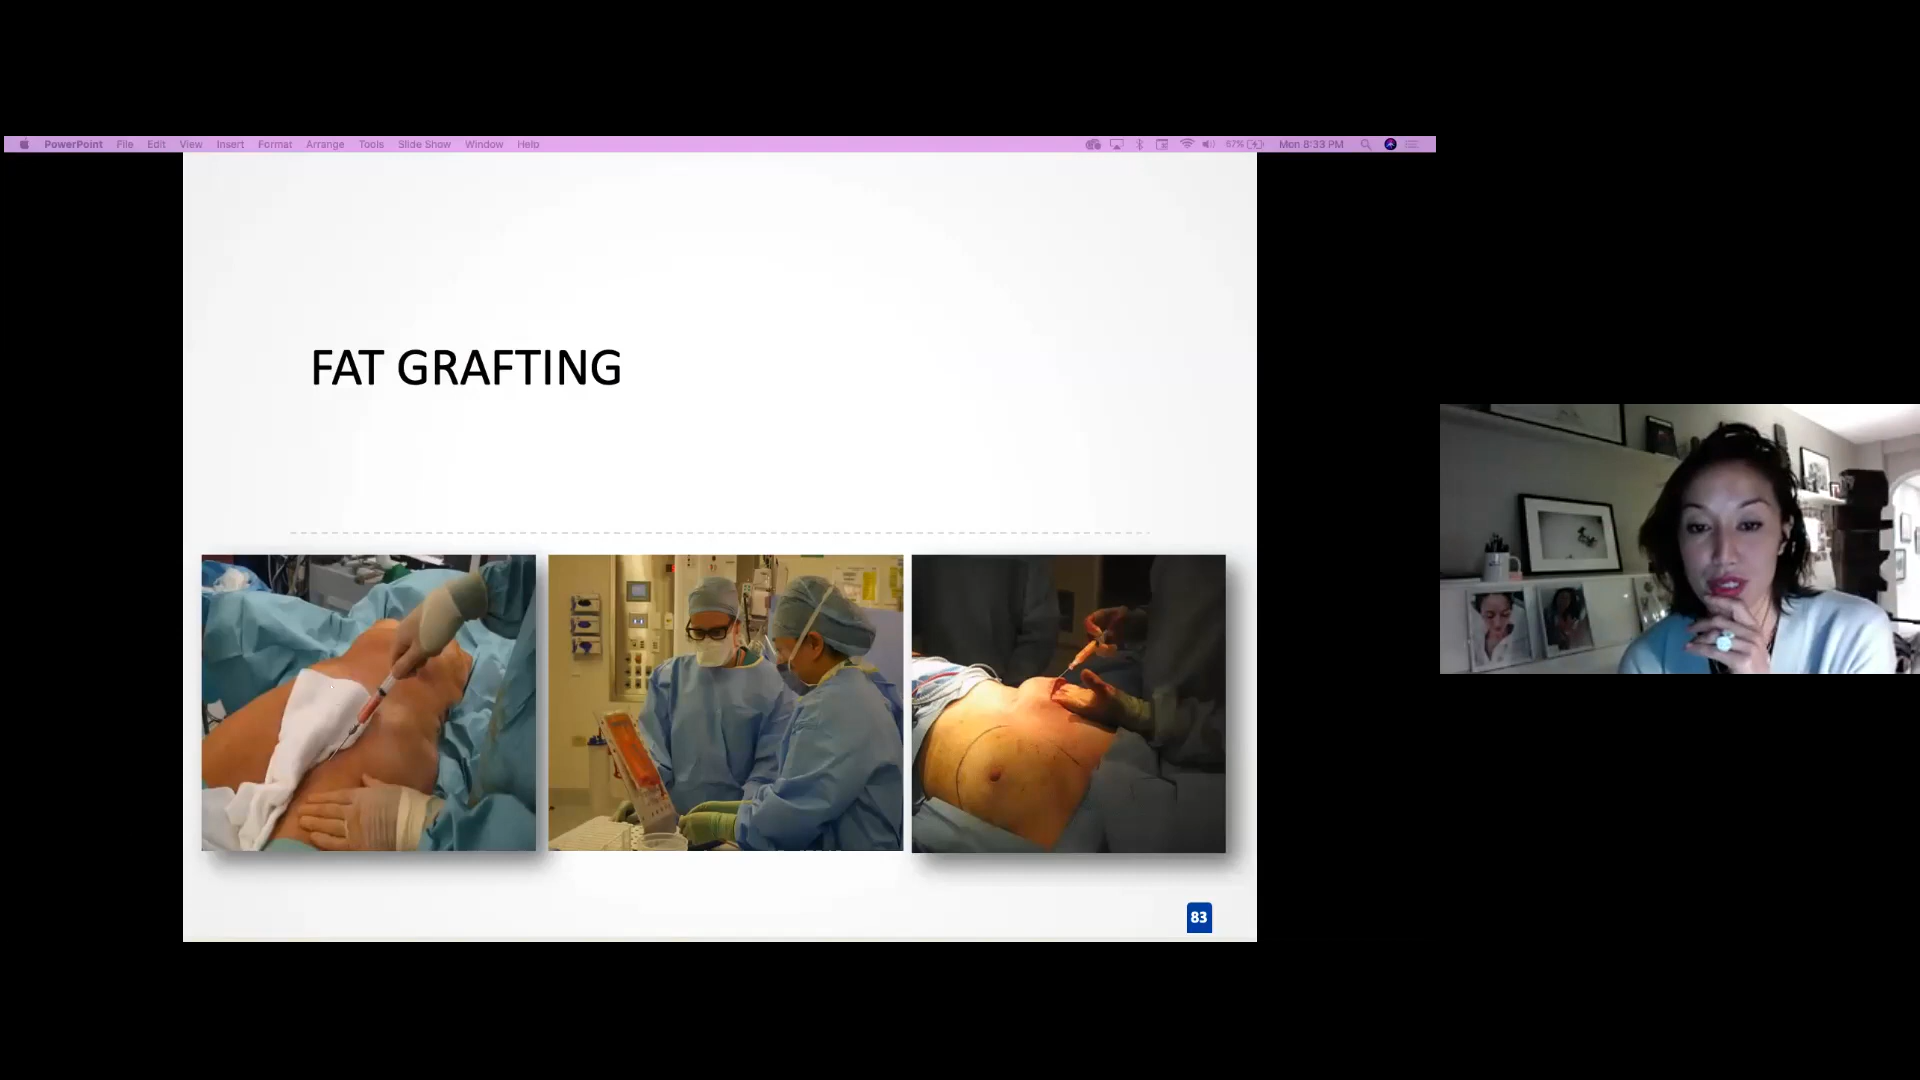 PowerPoint File Edit View Insert Format Arrange Tools Slide Show Window Help 67% Mon 8:33 PM
FAT GRAFTING
83